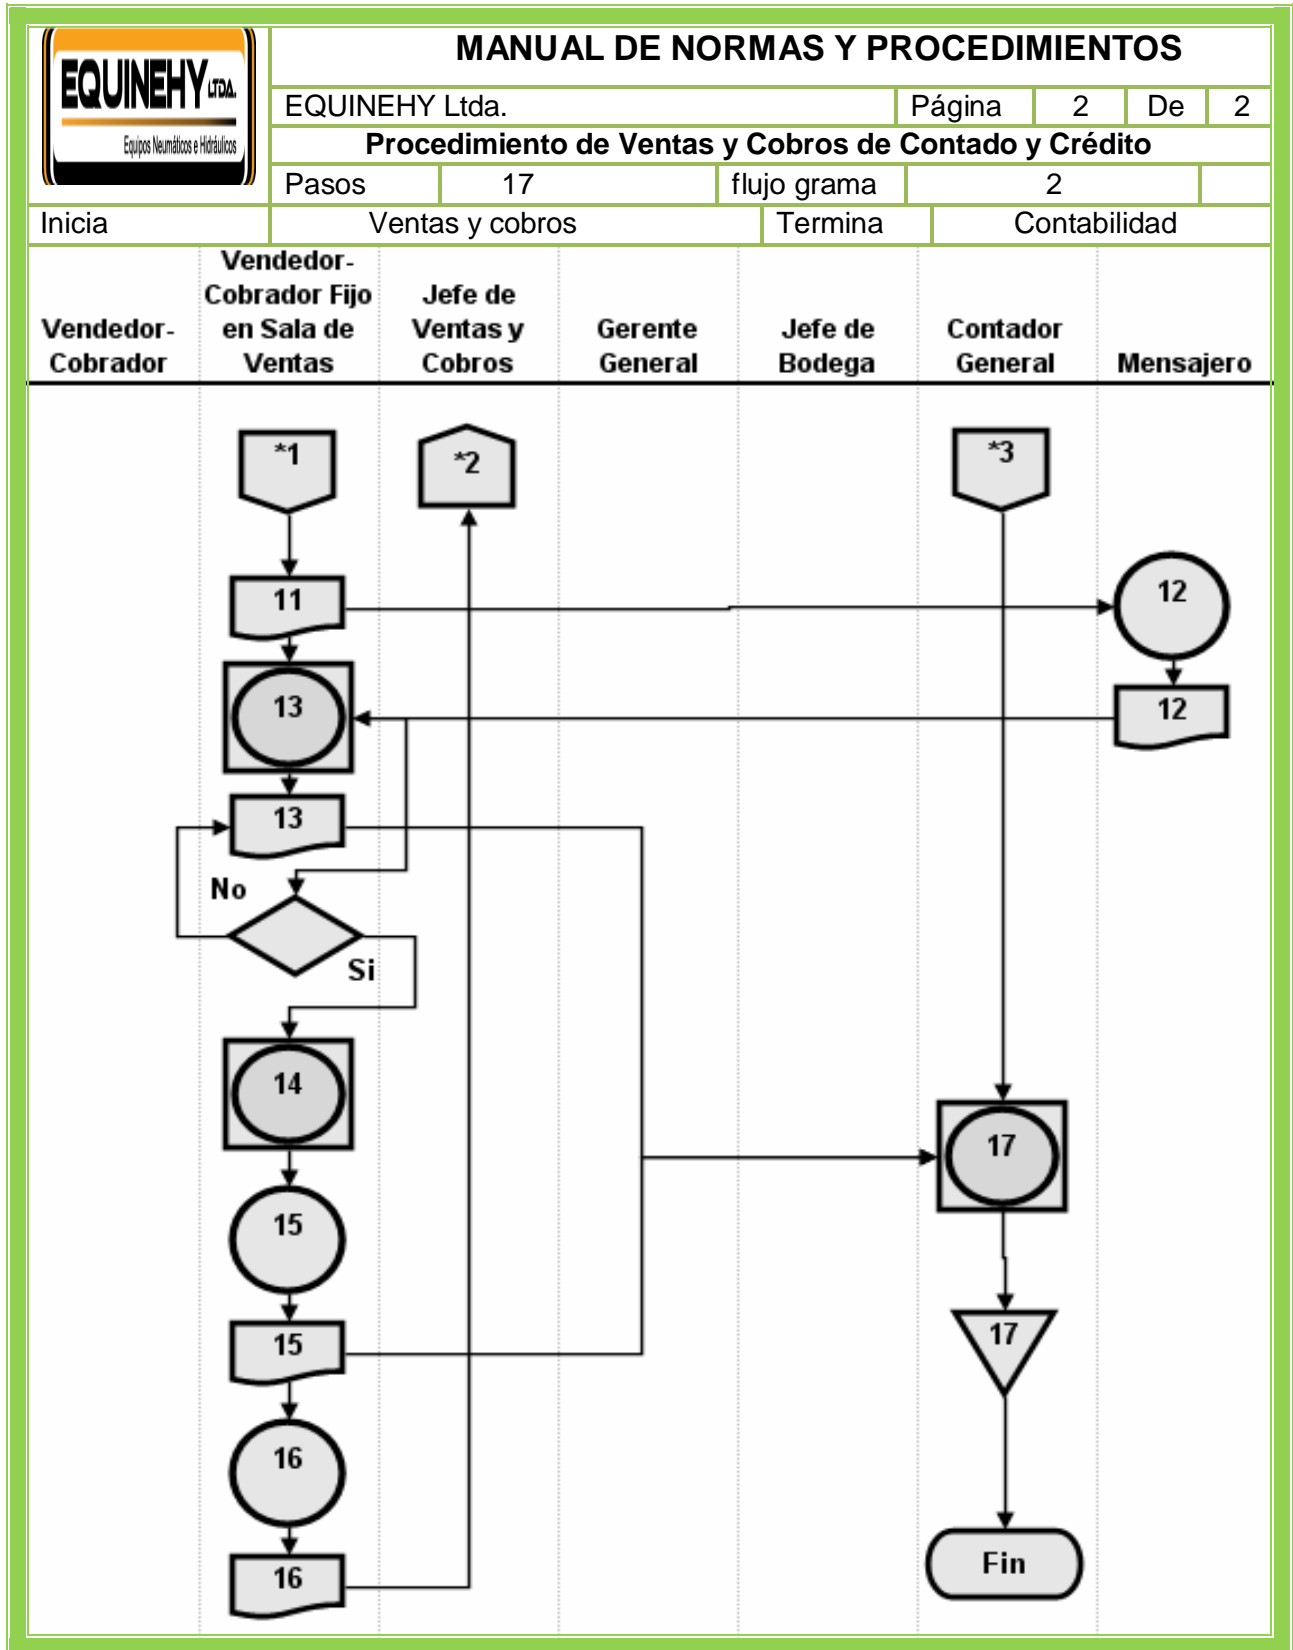 EQUINEHY LTDA.
Equipos Neumáticos e Hidráulicos
MANUAL DE NORMAS Y PROCEDIMIENTOS
EQUINEHY Ltda. Página 2 De 2
Procedimiento de Ventas y Cobros de Contado y Crédito
Pasos 17 flujo grama 2
Inicia Ventas y cobros Termina Contabilidad
Vendedor-
Cobrador
Vendedor-
Cobrador Fijo
en Sala de
Ventas
Jefe de
Ventas y
Cobros
Gerente
General
Jefe de
Bodega
Contador
General
Mensajero
*1
*2
*3
11
12
13
12
13
No
Si
14
17
15
15
17
16
16
Fin